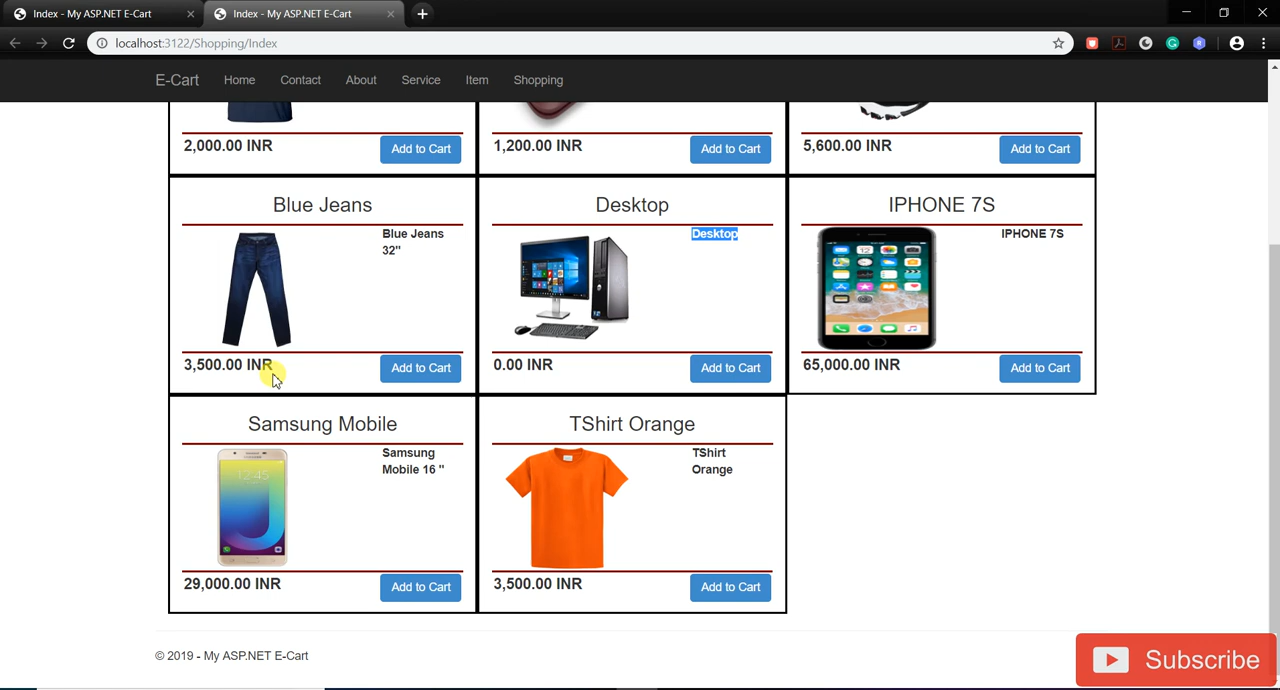 Index - My ASP.NET E-Cart
Index - My ASP.NET E-Cart
localhost:3122/Shopping/Index
E-Cart Home Contact About Service Item Shopping
2,000.00 INR Add to Cart
1,200.00 INR Add to Cart
5,600.00 INR Add to Cart
Blue Jeans
Blue Jeans
32"
3,500.00 INR Add to Cart
Desktop
Desktop
0.00 INR Add to Cart
IPHONE 7S
IPHONE 7S
65,000.00 INR Add to Cart
Samsung Mobile
Samsung
Mobile 16 "
12:45
29,000.00 INR Add to Cart
TShirt Orange
TShirt
Orange
3,500.00 INR Add to Cart
© 2019 - My ASP.NET E-Cart
Subscribe